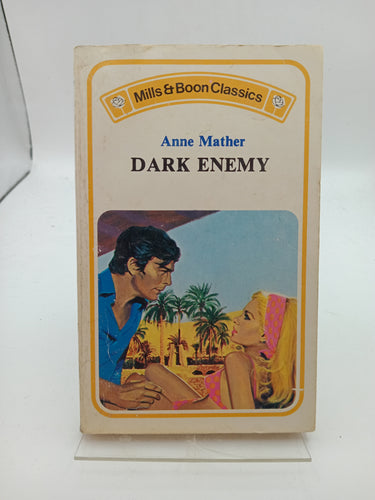 Mills & Boon Classics
Anne Mather
DARK ENEMY